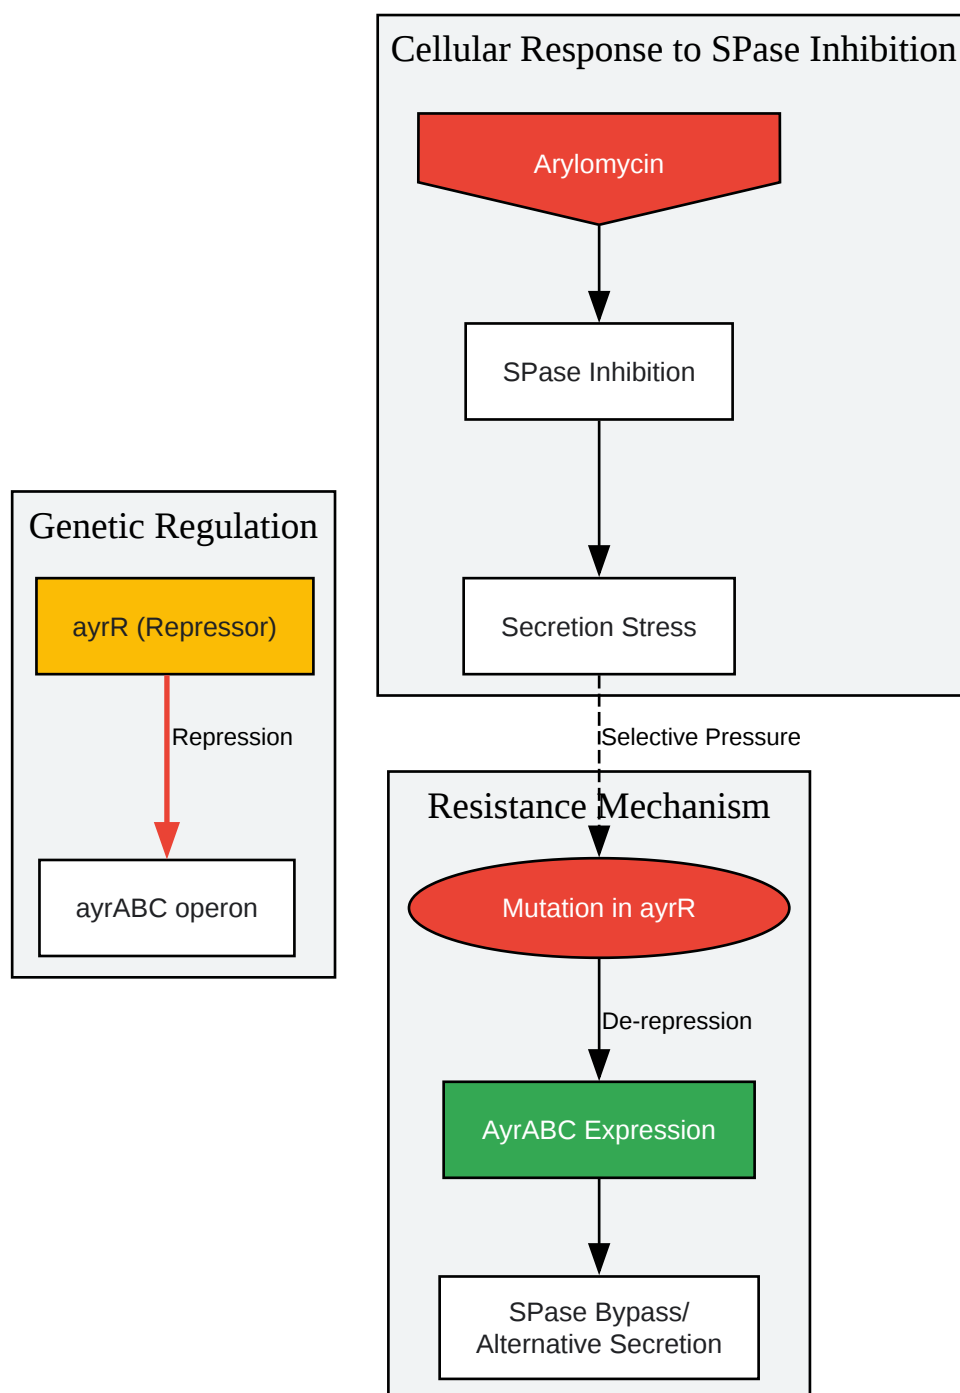 Cellular Response to SPase Inhibition
Arylomycin
SPase Inhibition
Secretion Stress
Genetic Regulation
ayrR (Repressor)
Repression
ayrABC operon
Selective Pressure
Resistance Mechanism
Mutation in ayrR
De-repression
AyrABC Expression
SPase Bypass/
Alternative Secretion